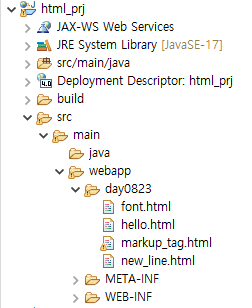 html_prj
JAX-WS Web Services
JRE System Library [JavaSE-17]
src/main/java
Deployment Descriptor: html_prj
build
src
main
java
webapp
day0823
font.html
hello.html
markup_tag.html
new_line.html
META-INF
WEB-INF